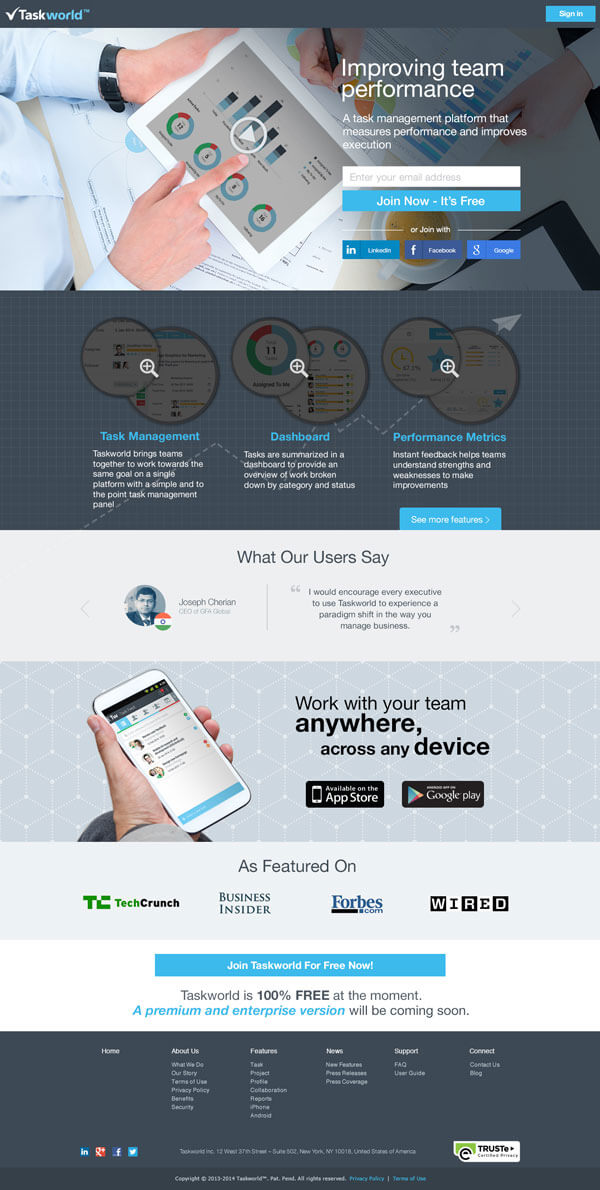 Taskworld™
Sign in
Improving team
performance
A task management platform that
measures performance and improves
execution
Enter your email address
Join Now - It's Free
or Join with
in LinkedIn
f Facebook
g Google
Total
11
Tasks
Assigned To Me
67.1%
Task Management
Taskworld brings teams
together to work towards the
same goal on a single
platform with a simple and to
the point task management
panel
Dashboard
Tasks are summarized in a
dashboard to provide an
overview of work broken
down by category and status
Performance Metrics
Instant feedback helps teams
understand strengths and
weaknesses to make
improvements
See more features >
What Our Users Say
Joseph Cherian
CEO of GFA Global
“ I would encourage every executive
to use Taskworld to experience a
paradigm shift in the way you
manage business. ”
Work with your team
anywhere,
across any device
Available on the
App Store
ANDROID APP ON
Google play
As Featured On
TC TechCrunch
BUSINESS
INSIDER
Forbes
.com
WIRED
Join Taskworld For Free Now!
Taskworld is 100% FREE at the moment.
A premium and enterprise version will be coming soon.
Home
About Us
What We Do
Our Story
Terms of Use
Privacy Policy
Benefits
Security
Features
Task
Project
Profile
Collaboration
Reports
iPhone
Android
News
New Features
Press Releases
Press Coverage
Support
FAQ
User Guide
Connect
Contact Us
Blog
Taskworld Inc. 12 West 37th Street – Suite 502, New York, NY 10018, United States of America
TRUSTe
Certified Privacy
Copyright © 2013-2014 Taskworld™. Pat. Pend. All rights reserved. Privacy Policy | Terms of Use